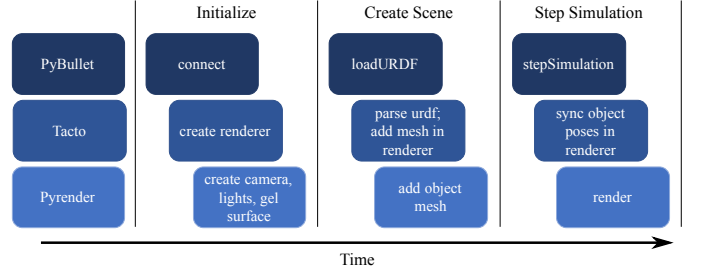 Initialize
Create Scene
Step Simulation
PyBullet
connect
loadURDF
stepSimulation
Tacto
create renderer
parse urdf;
add mesh in
renderer
sync object
poses in
renderer
Pyrender
create camera,
lights, gel
surface
add object
mesh
render
Time